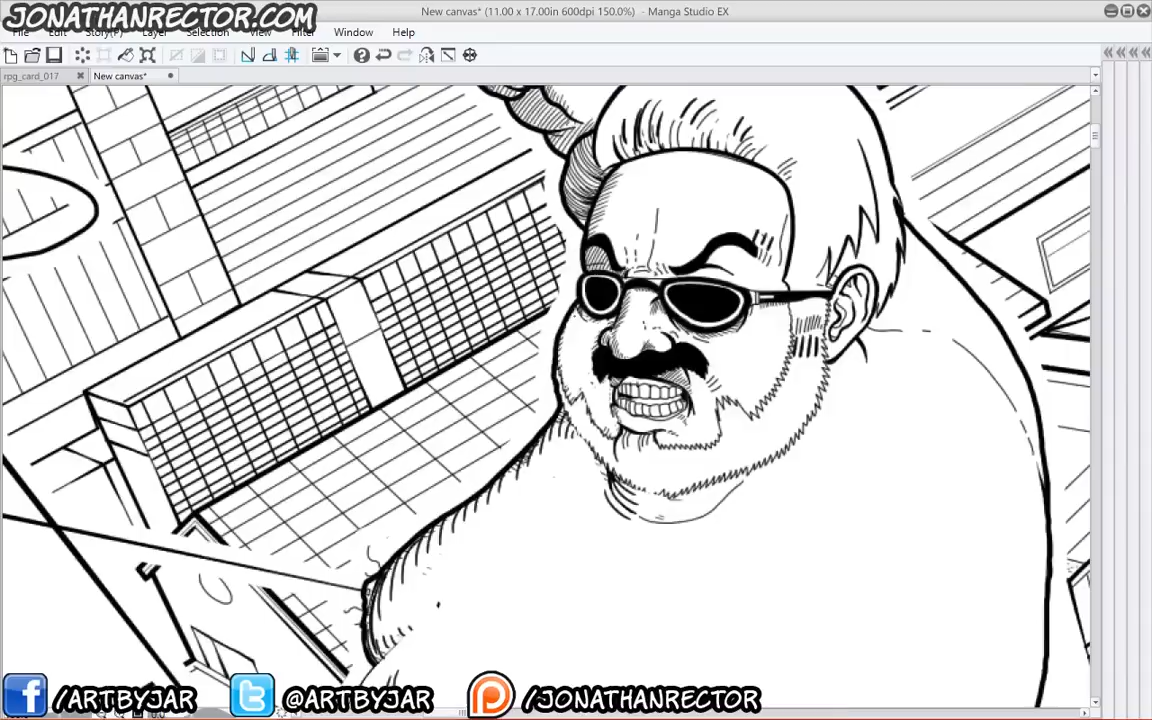 JONATHANRECTOR.COM
New canvas* (11.00 x 17.00in 600dpi 150.0%) - Manga Studio EX
File Edit Story(P) Layer Selection View Filter Window Help
rpg_card_017 New canvas*
/ARTBYJAR @ARTBYJAR /JONATHANRECTOR